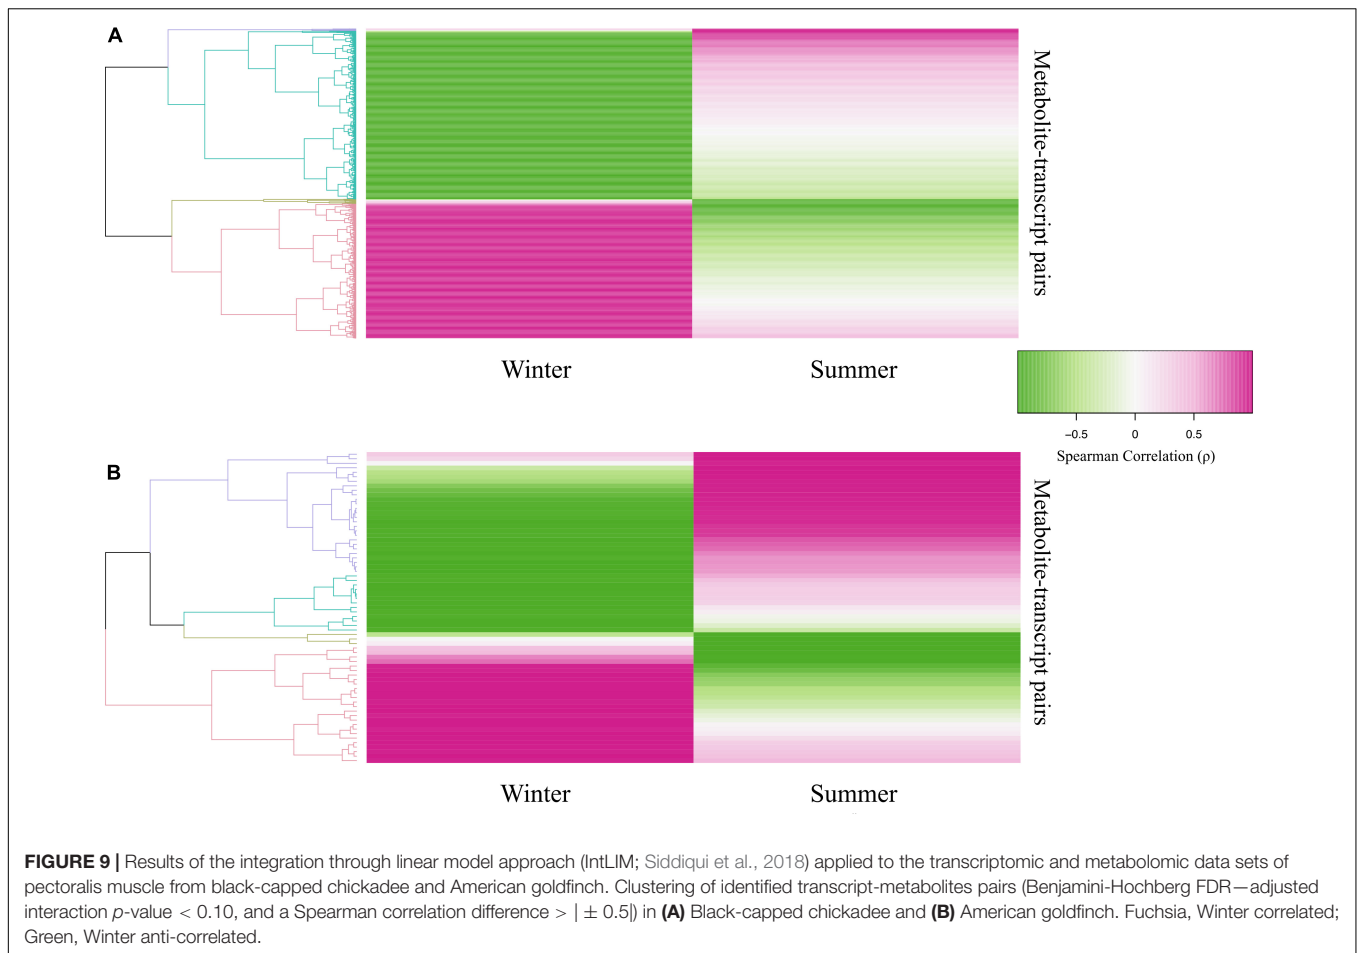 A
Metabolite-transcript pairs
Winter
Summer
−0.5
0
0.5
Spearman Correlation (ρ)
B
Metabolite-transcript pairs
Winter
Summer
FIGURE 9 | Results of the integration through linear model approach (IntLIM; Siddiqui et al., 2018) applied to the transcriptomic and metabolomic data sets of
pectoralis muscle from black-capped chickadee and American goldfinch. Clustering of identified transcript-metabolites pairs (Benjamini-Hochberg FDR—adjusted
interaction p-value < 0.10, and a Spearman correlation difference > | ± 0.5|) in (A) Black-capped chickadee and (B) American goldfinch. Fuchsia, Winter correlated;
Green, Winter anti-correlated.